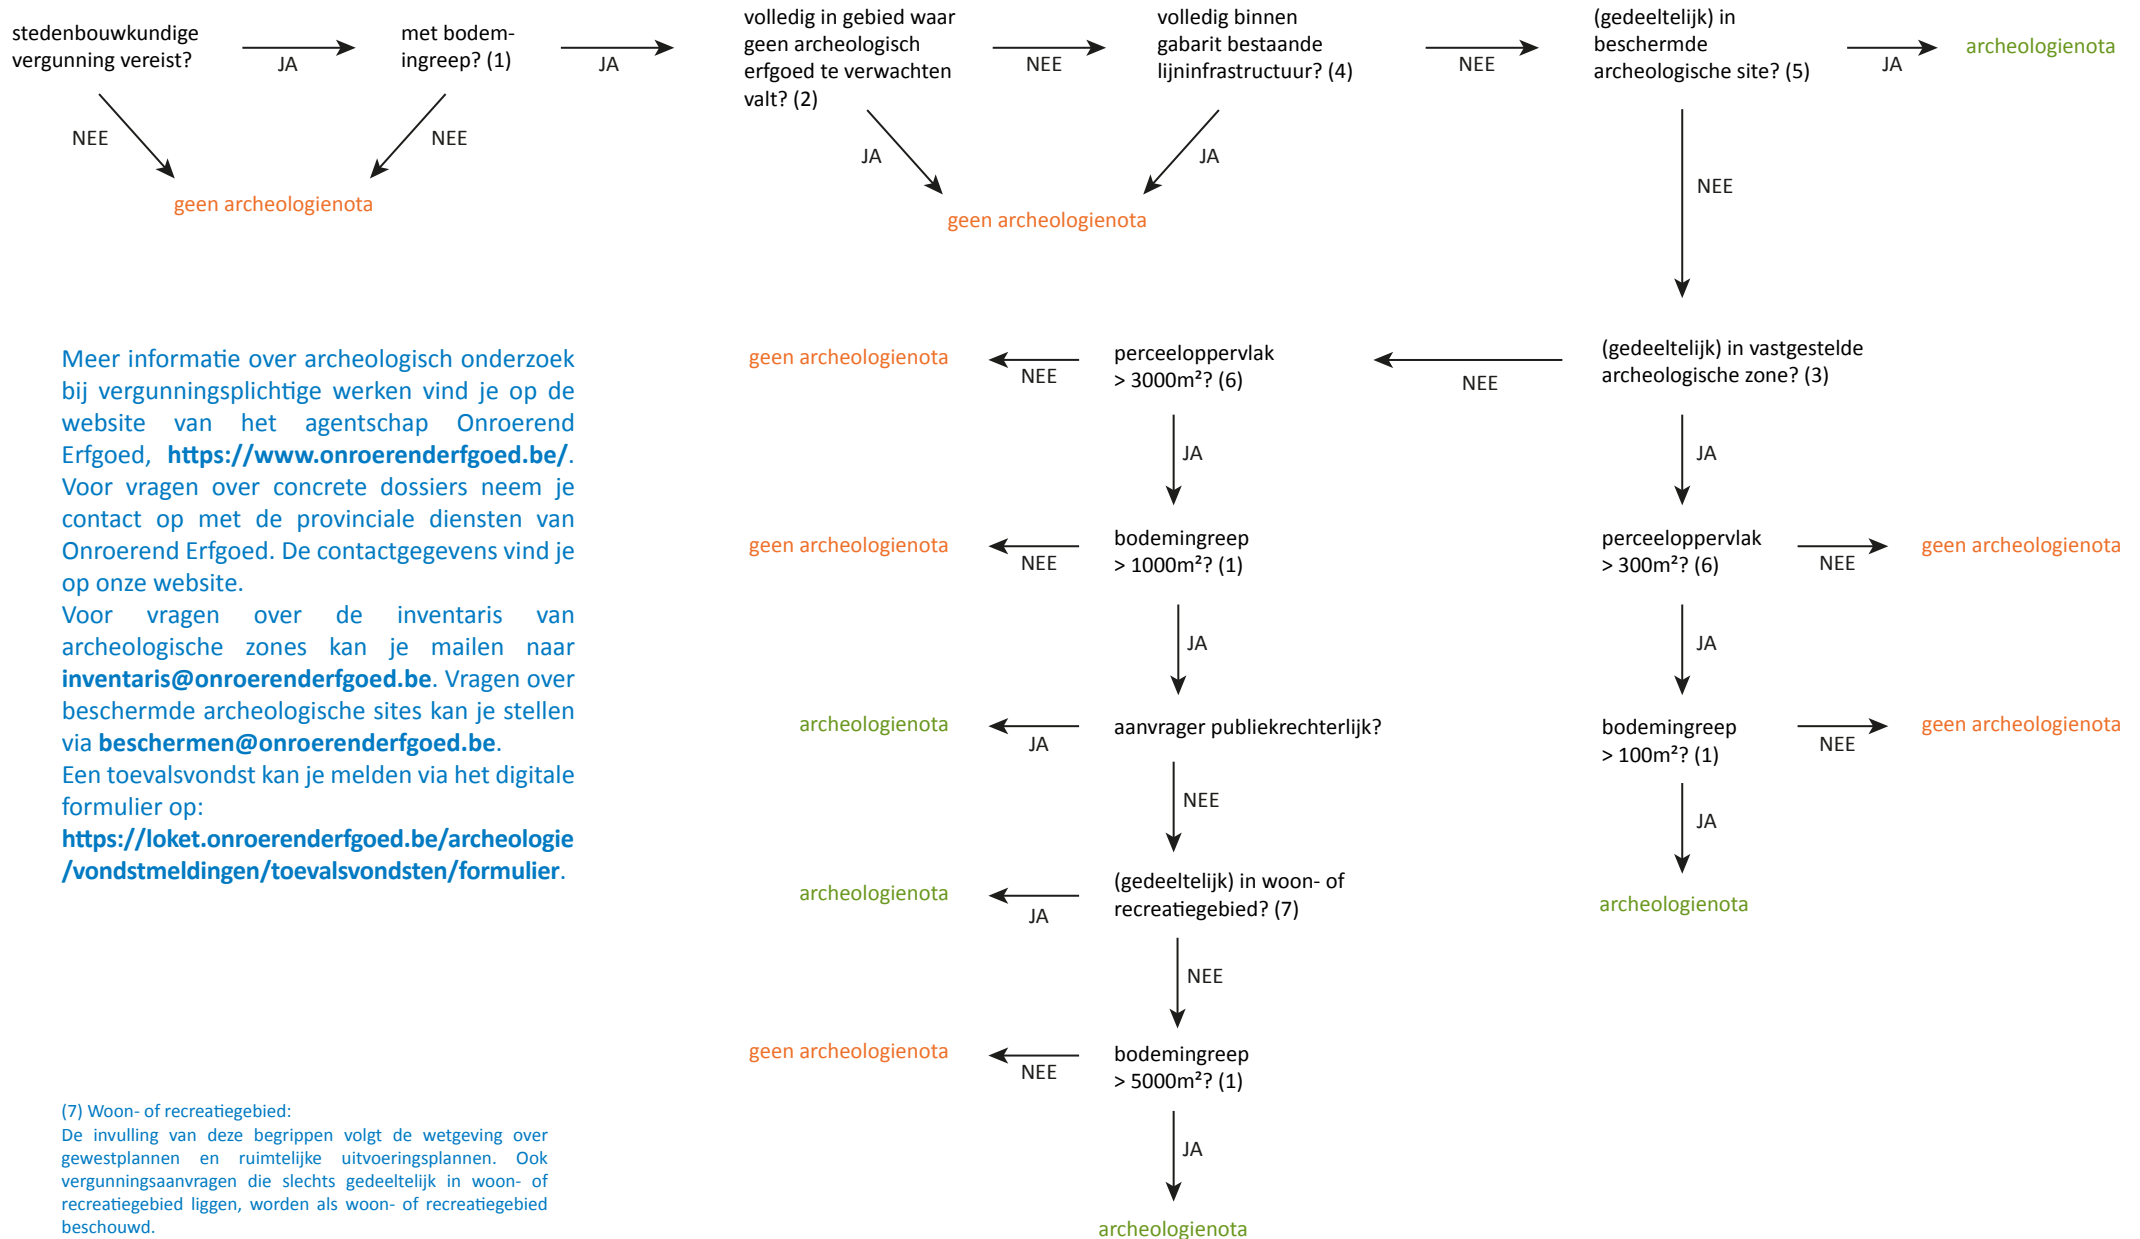 stedenbouwkundige
vergunning vereist?
JA
met bodem-
ingreep? (1)
JA
volledig in gebied waar
geen archeologisch
erfgoed te verwachten
valt? (2)
NEE
volledig binnen
gabarit bestaande
lijninfrastructuur? (4)
NEE
(gedeeltelijk) in
beschermde
archeologische site? (5)
JA
archeologienota
NEE
NEE
geen archeologienota
JA
JA
geen archeologienota
NEE
(gedeeltelijk) in vastgestelde
archeologische zone? (3)
NEE
perceeloppervlak
> 3000m²? (6)
NEE
geen archeologienota
JA
bodemingreep
> 1000m²? (1)
NEE
geen archeologienota
JA
aanvrager publiekrechterlijk?
JA
archeologienota
NEE
(gedeeltelijk) in woon- of
recreatiegebied? (7)
JA
archeologienota
NEE
bodemingreep
> 5000m²? (1)
NEE
geen archeologienota
JA
archeologienota
JA
perceeloppervlak
> 300m²? (6)
NEE
geen archeologienota
JA
bodemingreep
> 100m²? (1)
NEE
geen archeologienota
JA
archeologienota
Meer informatie over archeologisch onderzoek
bij vergunningsplichtige werken vind je op de
website van het agentschap Onroerend
Erfgoed, https://www.onroerenderfgoed.be/.
Voor vragen over concrete dossiers neem je
contact op met de provinciale diensten van
Onroerend Erfgoed. De contactgegevens vind je
op onze website.
Voor vragen over de inventaris van
archeologische zones kan je mailen naar
inventaris@onroerenderfgoed.be. Vragen over
beschermde archeologische sites kan je stellen
via beschermen@onroerenderfgoed.be.
Een toevalsvondst kan je melden via het digitale
formulier op:
https://loket.onroerenderfgoed.be/archeologie
/vondstmeldingen/toevalsvondsten/formulier.
(7) Woon- of recreatiegebied:
De invulling van deze begrippen volgt de wetgeving over
gewestplannen en ruimtelijke uitvoeringsplannen. Ook
vergunningsaanvragen die slechts gedeeltelijk in woon- of
recreatiegebied liggen, worden als woon- of recreatiegebied
beschouwd.